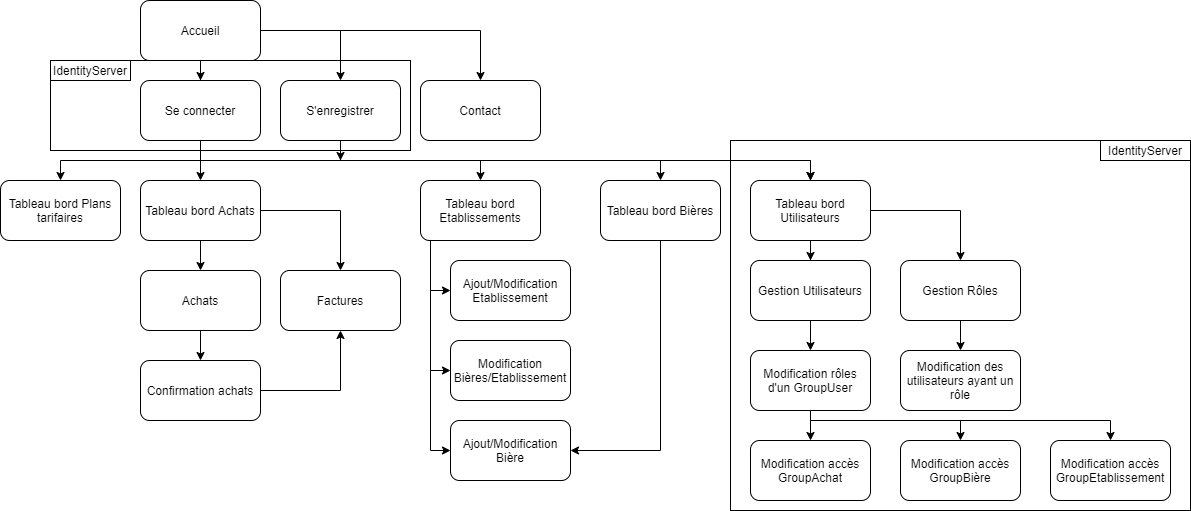 Accueil
IdentityServer
Se connecter
S'enregistrer
Contact
IdentityServer
Tableau bord Plans
tarifaires
Tableau bord Achats
Tableau bord
Etablissements
Tableau bord Bières
Tableau bord
Utilisateurs
Achats
Factures
Ajout/Modification
Etablissement
Gestion Utilisateurs
Gestion Rôles
Confirmation achats
Modification
Bières/Etablissement
Modification rôles
d'un GroupUser
Modification des
utilisateurs ayant un
rôle
Ajout/Modification
Bière
Modification accès
GroupAchat
Modification accès
GroupBière
Modification accès
GroupEtablissement